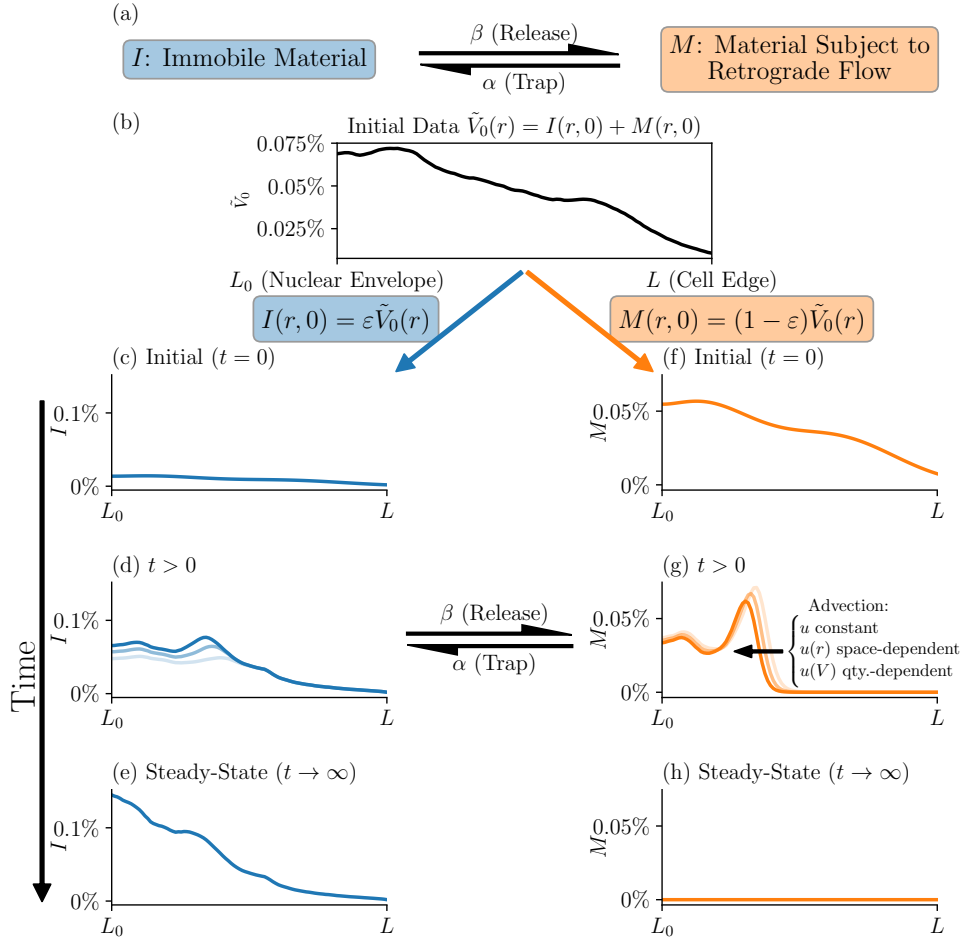 (a)
I: Immobile Material
β (Release)
α (Trap)
M: Material Subject to
Retrograde Flow
(b)
Initial Data Ṽ₀(r) = I(r, 0) + M(r, 0)
0.075%
0.05%
0.025%
Ṽ₀
L₀ (Nuclear Envelope)
L (Cell Edge)
I(r, 0) = εṼ₀(r)
M(r, 0) = (1 − ε)Ṽ₀(r)
(c) Initial (t = 0)
0.1%
0%
I
L₀
L
(f) Initial (t = 0)
0.05%
0%
M
L₀
L
Time
(d) t > 0
0.1%
0%
I
L₀
L
β (Release)
α (Trap)
(g) t > 0
0.05%
0%
M
L₀
L
Advection:
u constant
u(r) space-dependent
u(V) qty.-dependent
(e) Steady-State (t → ∞)
0.1%
0%
I
L₀
L
(h) Steady-State (t → ∞)
0.05%
0%
M
L₀
L